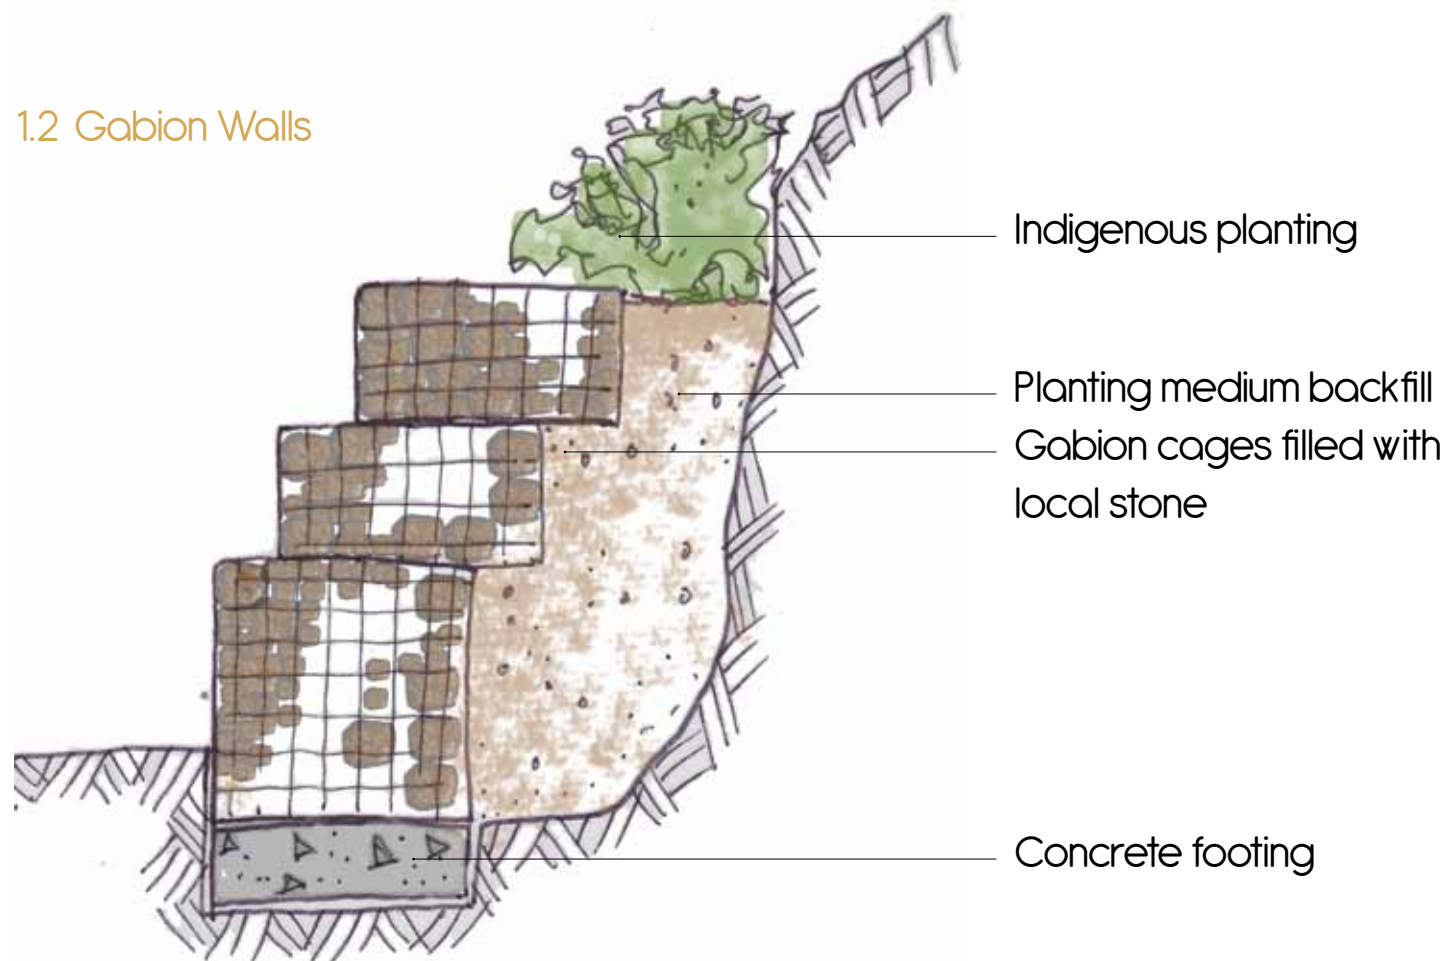 1.2 Gabion Walls
Indigenous planting
Planting medium backfill
Gabion cages filled with
local stone
Concrete footing